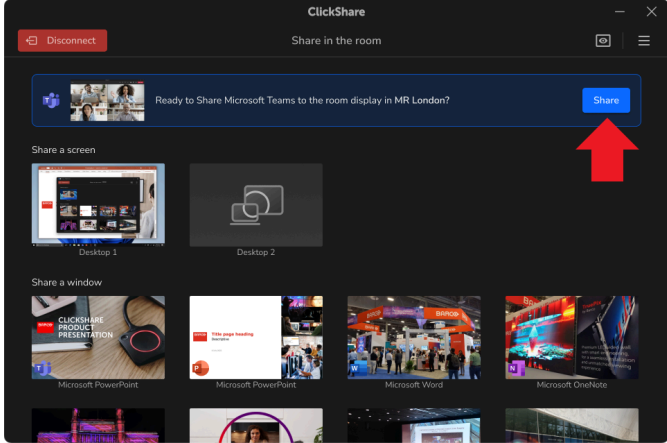 ClickShare
Disconnect
Share in the room
Ready to Share Microsoft Teams to the room display in MR London?
Share
Share a screen
Desktop 1
Desktop 2
Share a window
CLICKSHARE
PRODUCT
PRESENTATION
Microsoft PowerPoint
Title page heading
Microsoft PowerPoint
BARCO
Microsoft Word
Microsoft OneNote